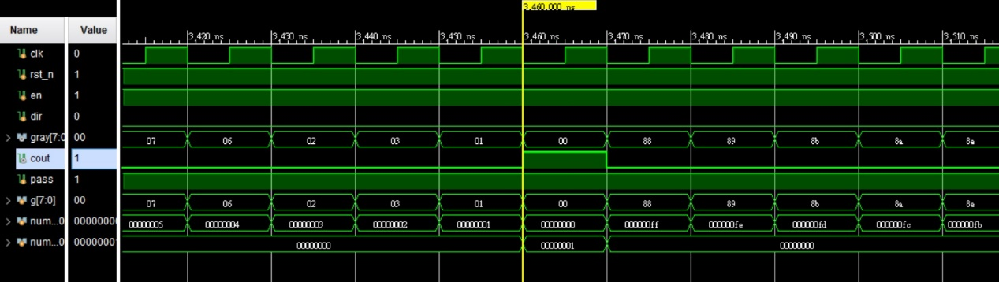 3,460.000 ns
Name Value 3,420 ns 3,430 ns 3,440 ns 3,450 ns 3,460 ns 3,470 ns 3,480 ns 3,490 ns 3,500 ns 3,510 ns
clk 0
rst_n 1
en 1
dir 0
gray[7:0 00 07 06 02 03 01 00 88 89 8b 8a 8e
cout 1
pass 1
g[7:0] 00 07 06 02 03 01 00 88 89 8b 8a 8e
num...0 00000000 00000005 00000004 00000003 00000002 00000001 00000000 000000ff 000000fe 000000fd 000000fc 000000fb
num...0 0000000 00000000 00000001 00000000